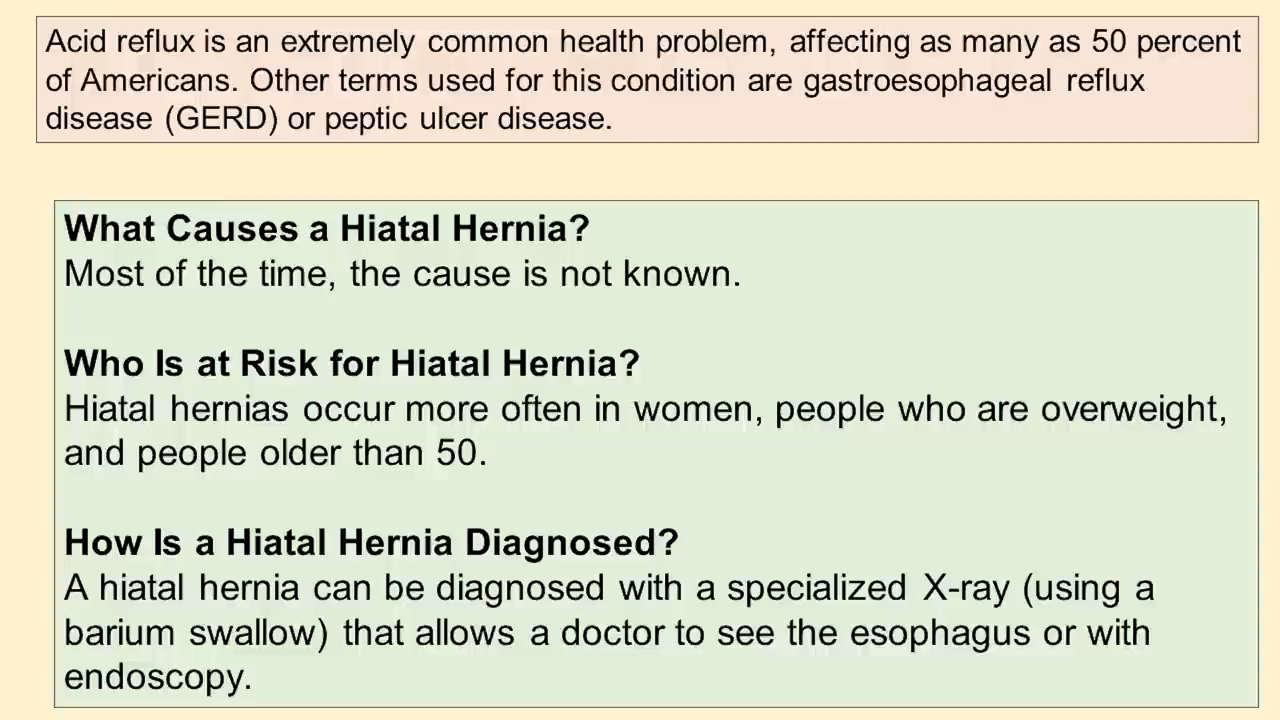 Acid reflux is an extremely common health problem, affecting as many as 50 percent
of Americans. Other terms used for this condition are gastroesophageal reflux
disease (GERD) or peptic ulcer disease.
What Causes a Hiatal Hernia?
Most of the time, the cause is not known.
Who Is at Risk for Hiatal Hernia?
Hiatal hernias occur more often in women, people who are overweight,
and people older than 50.
How Is a Hiatal Hernia Diagnosed?
A hiatal hernia can be diagnosed with a specialized X-ray (using a
barium swallow) that allows a doctor to see the esophagus or with
endoscopy.